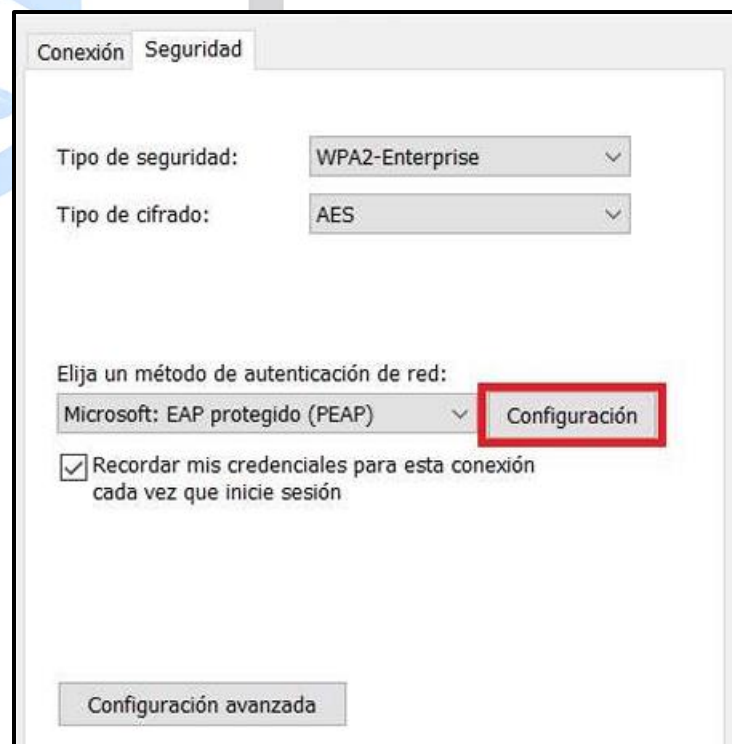 Conexión Seguridad
Tipo de seguridad: WPA2-Enterprise
Tipo de cifrado: AES
Elija un método de autenticación de red:
Microsoft: EAP protegido (PEAP) Configuración
Recordar mis credenciales para esta conexión
cada vez que inicie sesión
Configuración avanzada